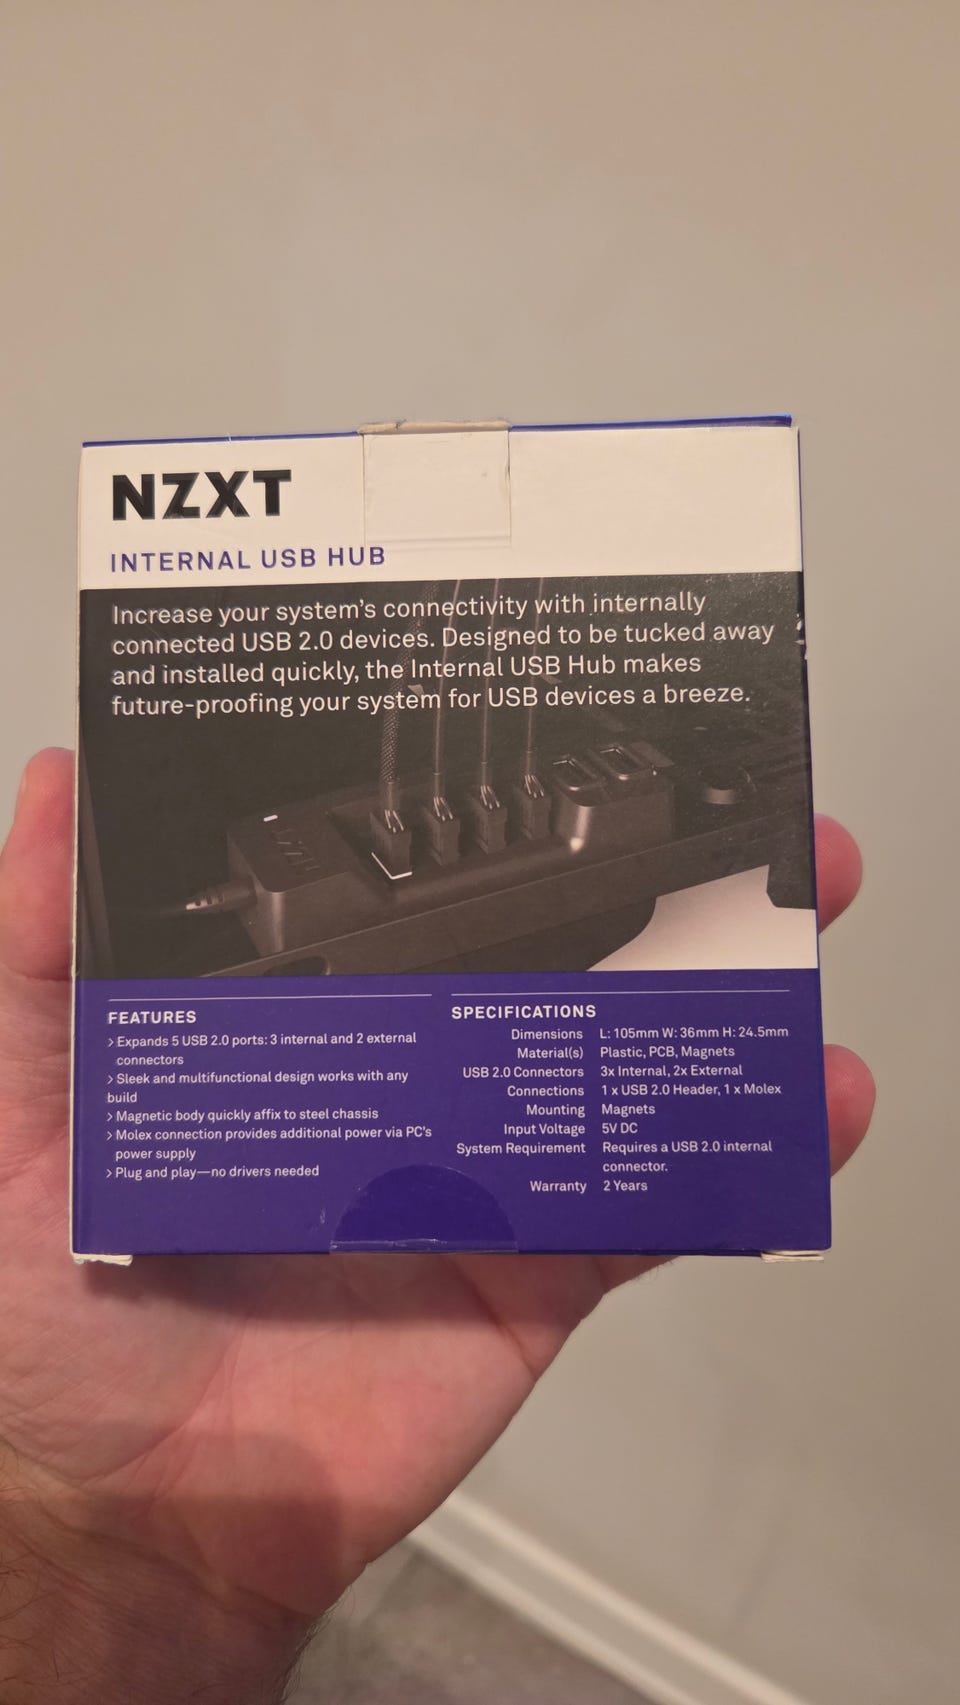 NZXT
INTERNAL USB HUB
Increase your system's connectivity with internally
connected USB 2.0 devices. Designed to be tucked away
and installed quickly, the Internal USB Hub makes
future-proofing your system for USB devices a breeze.
NZXT
FEATURES
> Expands 5 USB 2.0 ports: 3 internal and 2 external
connectors
> Sleek and multifunctional design works with any
build
> Magnetic body quickly affix to steel chassis
> Molex connection provides additional power via PC's
power supply
> Plug and play—no drivers needed
SPECIFICATIONS
Dimensions L: 105mm W: 36mm H: 24.5mm
Material(s) Plastic, PCB, Magnets
USB 2.0 Connectors 3x Internal, 2x External
Connections 1 x USB 2.0 Header, 1 x Molex
Mounting Magnets
Input Voltage 5V DC
System Requirement Requires a USB 2.0 internal
connector.
Warranty 2 Years